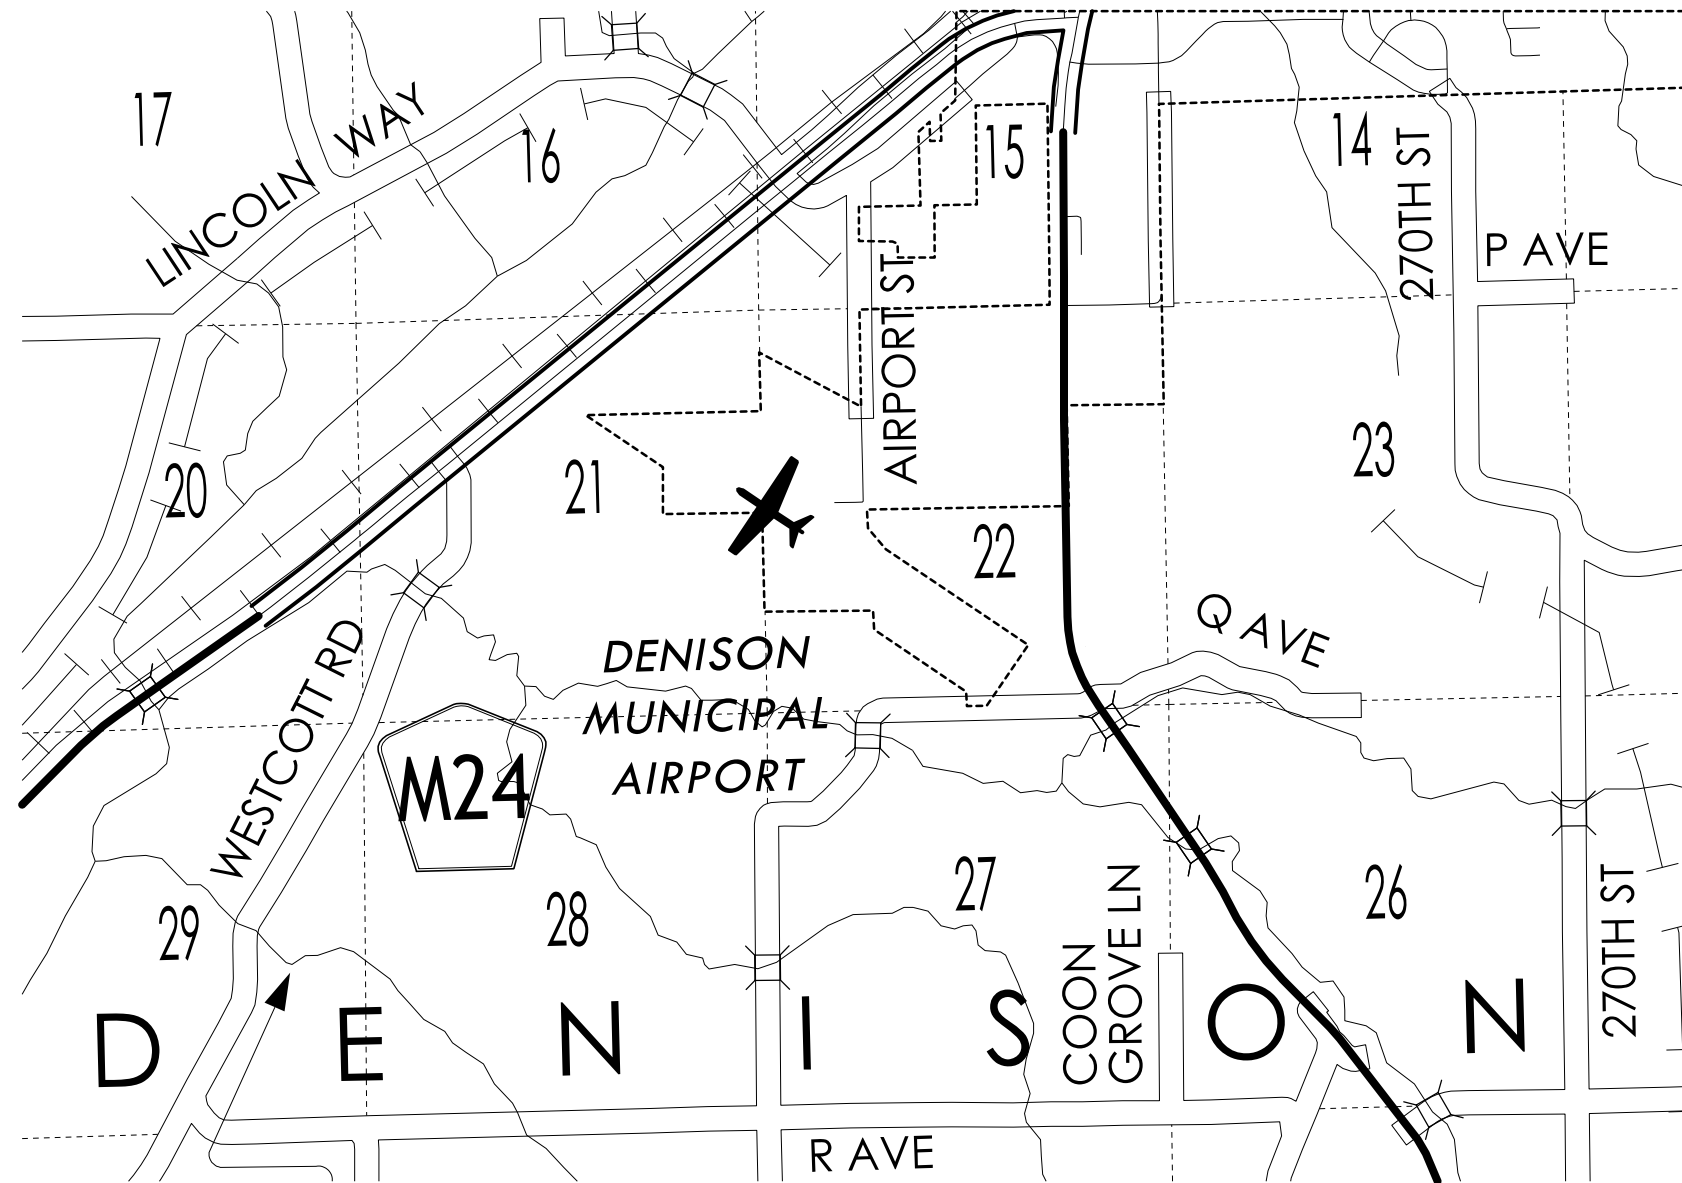 17
LINCOLN WAY
16
15
14
270TH ST
P AVE
AIRPORT ST
20
21
22
23
Q AVE
DENISON
MUNICIPAL
AIRPORT
WESTCOTT RD
M24
29
28
27
26
COON
GROVE LN
270TH ST
DENISON
R AVE